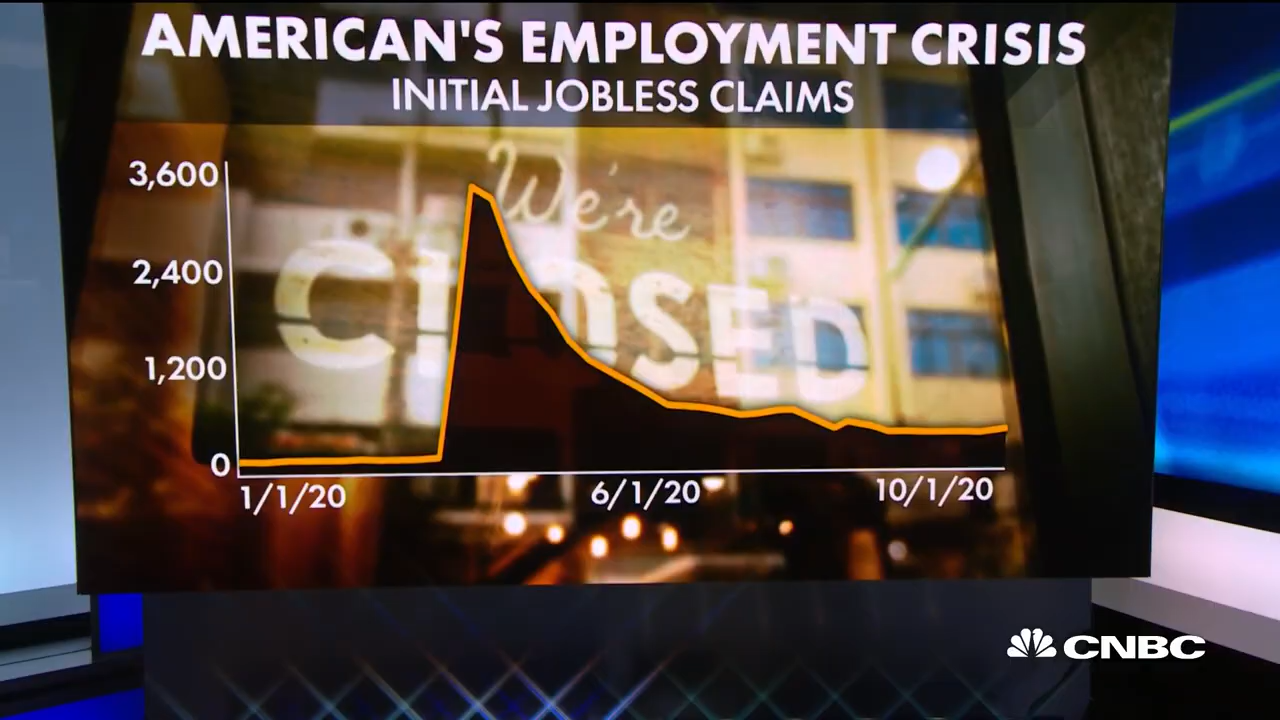 AMERICAN'S EMPLOYMENT CRISIS
INITIAL JOBLESS CLAIMS
3,600
2,400
1,200
0
1/1/20
6/1/20
10/1/20
We're
CLOSED
CNBC